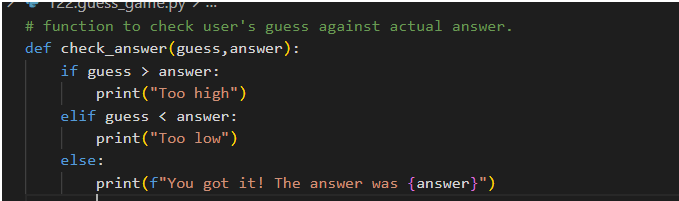 122.guess_game.py > ...
# function to check user's guess against actual answer.
def check_answer(guess,answer):
    if guess > answer:
        print("Too high")
    elif guess < answer:
        print("Too low")
    else:
        print(f"You got it! The answer was {answer}")